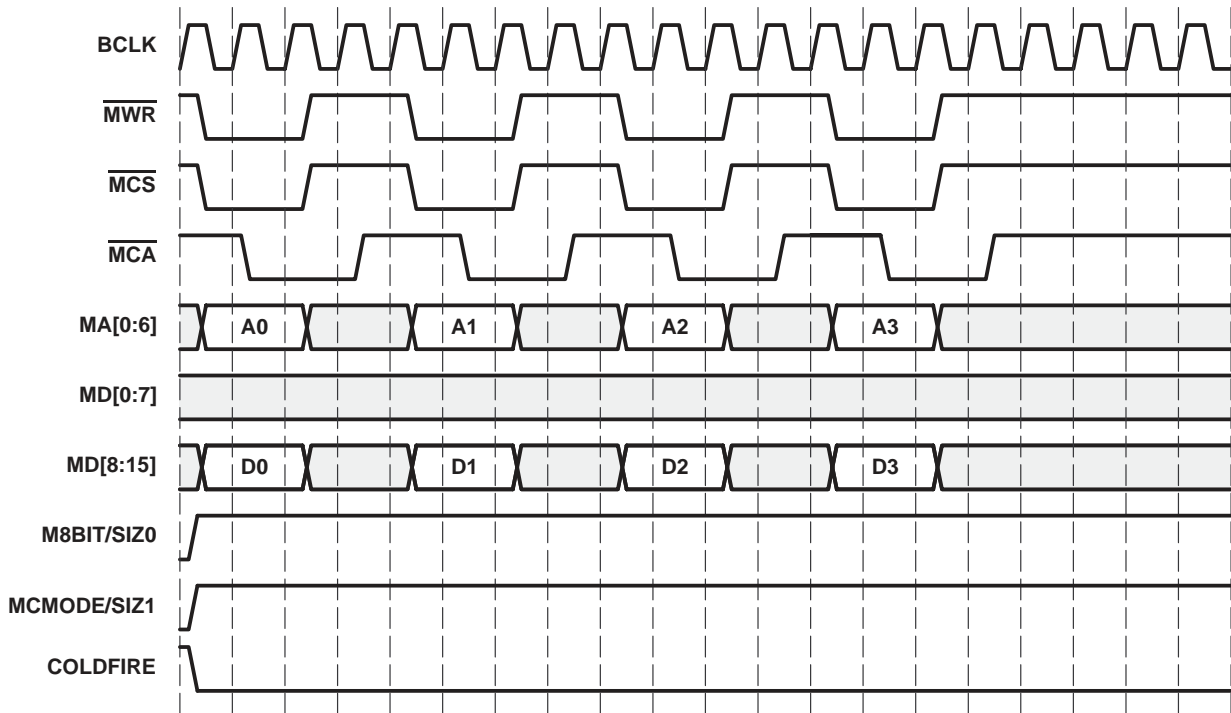 BCLK
MWR
MCS
MCA
MA[0:6] A0 A1 A2 A3
MD[0:7]
MD[8:15] D0 D1 D2 D3
M8BIT/SIZ0
MCMODE/SIZ1
COLDFIRE